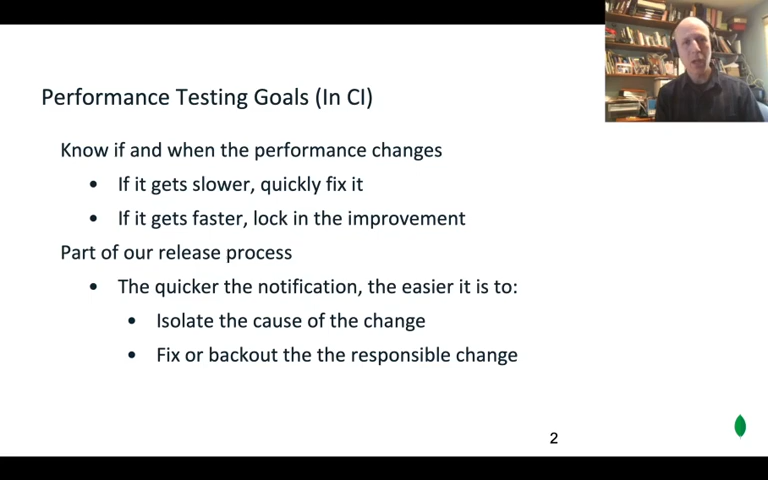 Performance Testing Goals (In CI)
Know if and when the performance changes
• If it gets slower, quickly fix it
• If it gets faster, lock in the improvement
Part of our release process
• The quicker the notification, the easier it is to:
• Isolate the cause of the change
• Fix or backout the the responsible change
2